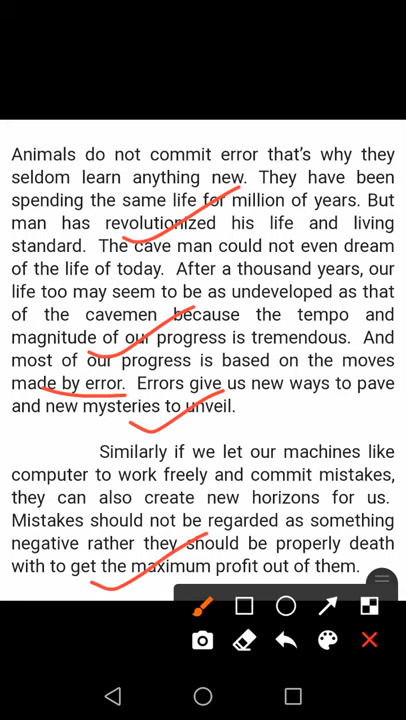 Animals do not commit error that's why they
seldom learn anything new. They have been
spending the same life for million of years. But
man has revolutionized his life and living
standard. The cave man could not even dream
of the life of today. After a thousand years, our
life too may seem to be as undeveloped as that
of the cavemen because the tempo and
magnitude of our progress is tremendous. And
most of our progress is based on the moves
made by error. Errors give us new ways to pave
and new mysteries to unveil.
Similarly if we let our machines like
computer to work freely and commit mistakes,
they can also create new horizons for us.
Mistakes should not be regarded as something
negative rather they should be properly death
with to get the maximum profit out of them.